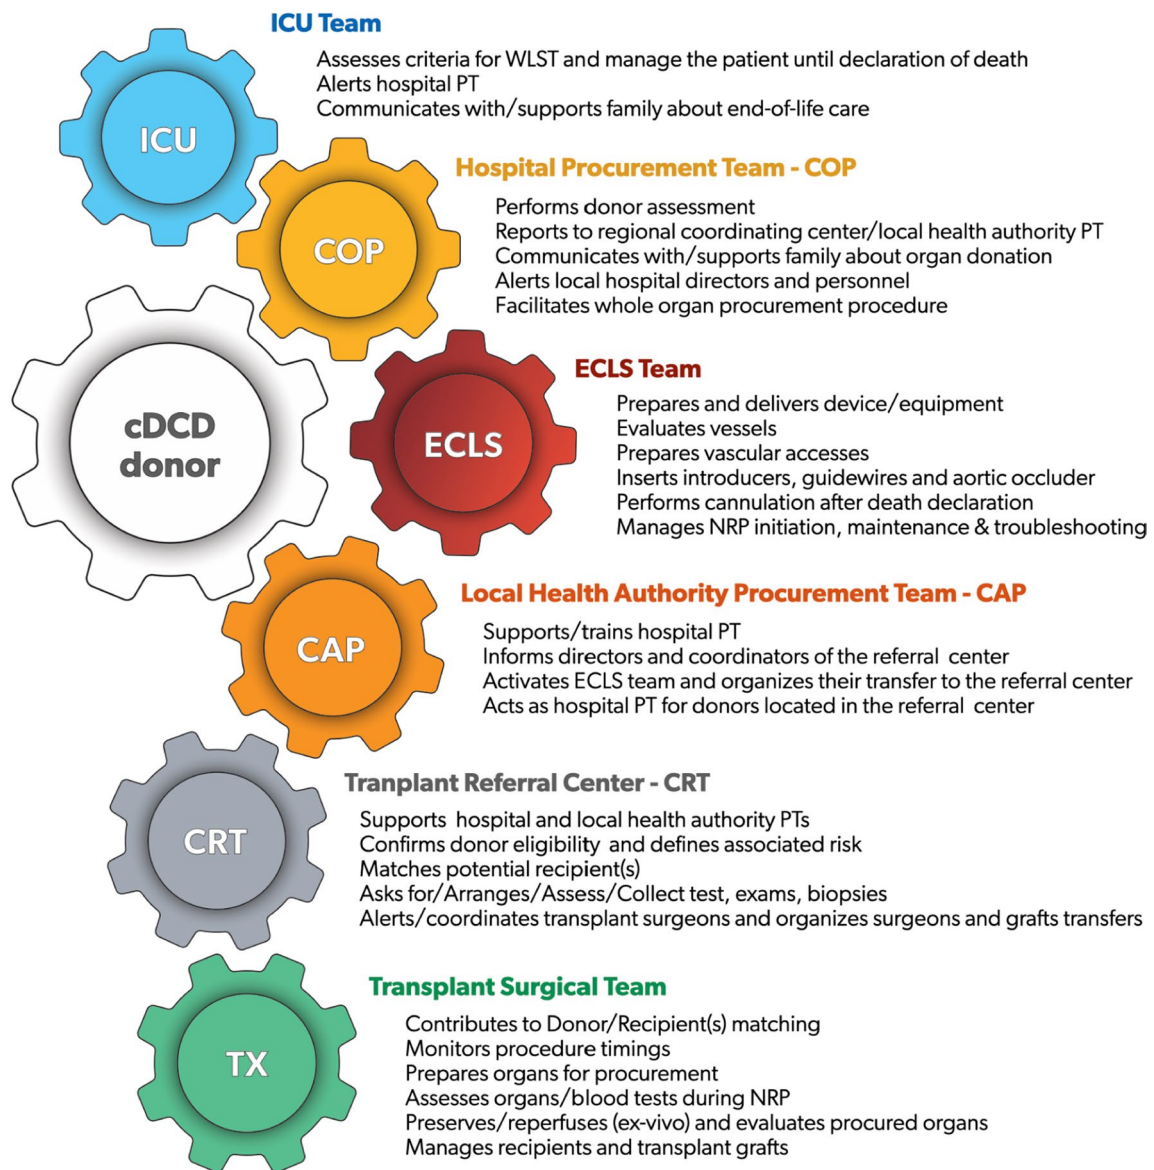 ICU Team
Assesses criteria for WLST and manage the patient until declaration of death
Alerts hospital PT
Communicates with/supports family about end-of-life care
ICU
Hospital Procurement Team - COP
Performs donor assessment
Reports to regional coordinating center/local health authority PT
Communicates with/supports family about organ donation
Alerts local hospital directors and personnel
Facilitates whole organ procurement procedure
COP
cDCD
donor
ECLS Team
Prepares and delivers device/equipment
Evaluates vessels
Prepares vascular accesses
Inserts introducers, guidewires and aortic occluder
Performs cannulation after death declaration
Manages NRP initiation, maintenance & troubleshooting
ECLS
Local Health Authority Procurement Team - CAP
Supports/trains hospital PT
Informs directors and coordinators of the referral center
Activates ECLS team and organizes their transfer to the referral center
Acts as hospital PT for donors located in the referral center
CAP
Tranplant Referral Center - CRT
Supports hospital and local health authority PTs
Confirms donor eligibility and defines associated risk
Matches potential recipient(s)
Asks for/Arranges/Assess/Collect test, exams, biopsies
Alerts/coordinates transplant surgeons and organizes surgeons and grafts transfers
CRT
Transplant Surgical Team
Contributes to Donor/Recipient(s) matching
Monitors procedure timings
Prepares organs for procurement
Assesses organs/blood tests during NRP
Preserves/reperfuses (ex-vivo) and evaluates procured organs
Manages recipients and transplant grafts
TX